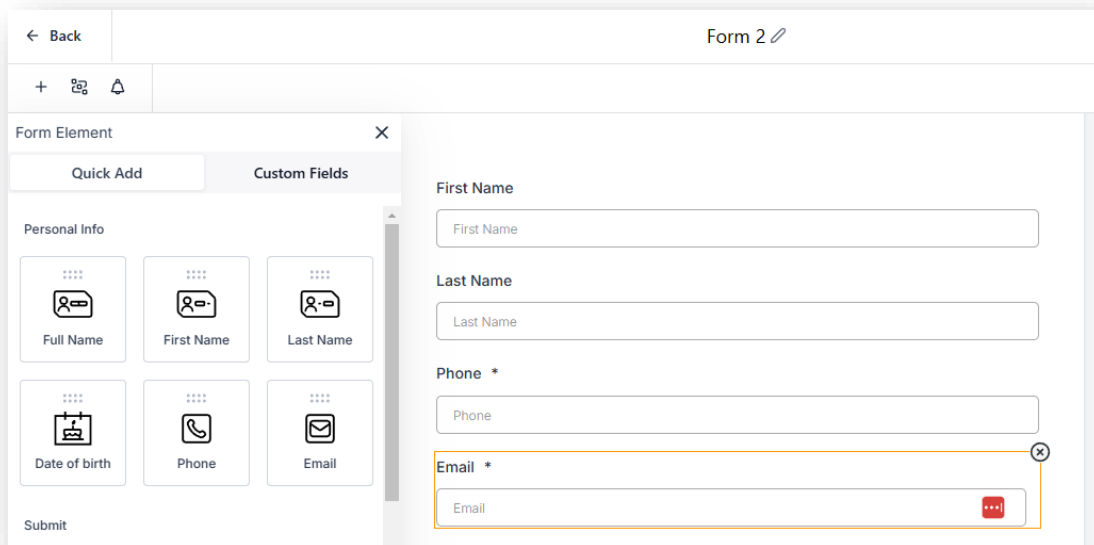 Back
Form 2
Form Element
Quick Add
Custom Fields
Personal Info
Full Name
First Name
Last Name
Date of birth
Phone
Email
Submit
First Name
First Name
Last Name
Last Name
Phone *
Phone
Email *
Email